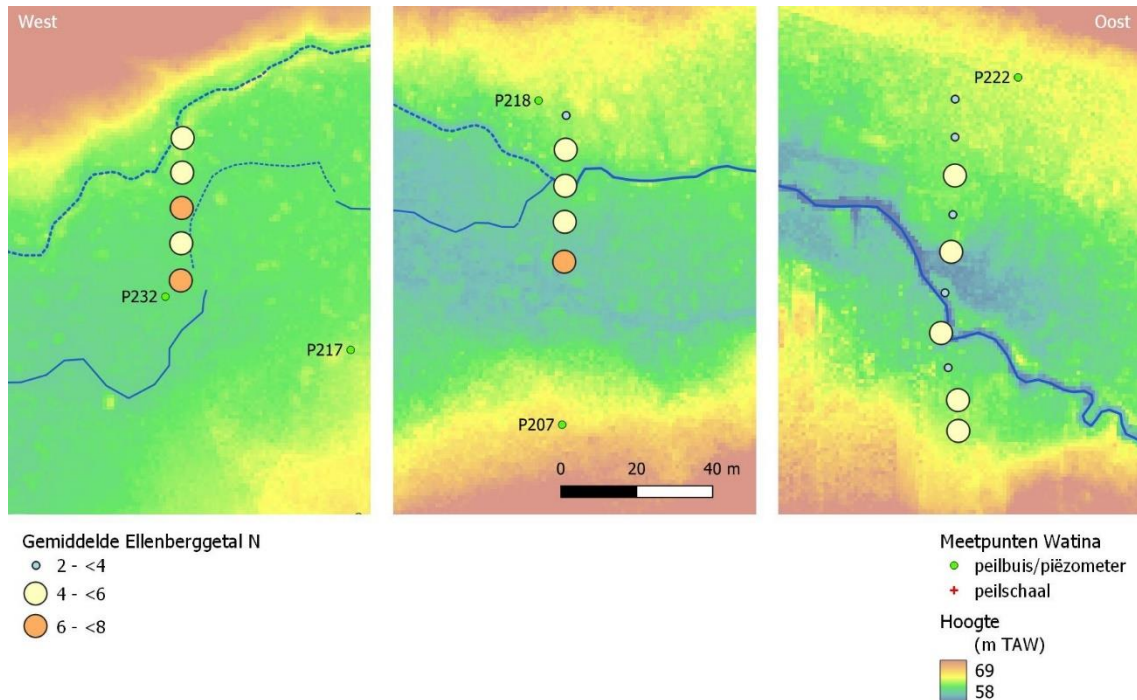 West
Oost
P222
P218
P232
P217
P207
0 20 40 m
Gemiddelde Ellenberggetal N
2 - <4
4 - <6
6 - <8
Meetpunten Watina
peilbuis/piëzometer
peilschaal
Hoogte
(m TAW)
69
58